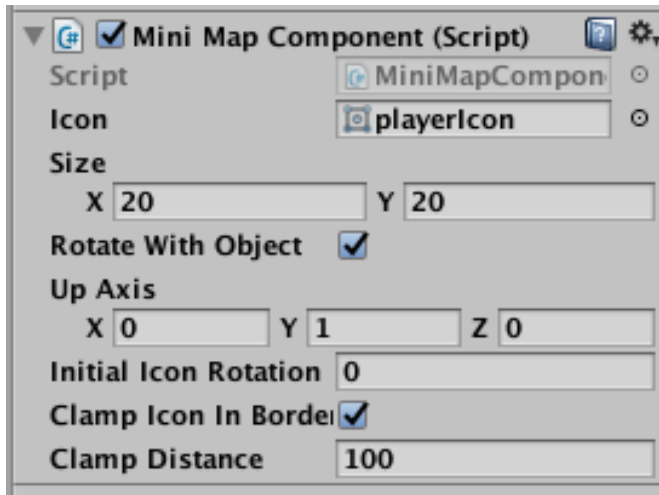 Mini Map Component (Script)
Script MiniMapCompon
Icon playerIcon
Size
X 20 Y 20
Rotate With Object
Up Axis
X 0 Y 1 Z 0
Initial Icon Rotation 0
Clamp Icon In Border
Clamp Distance 100